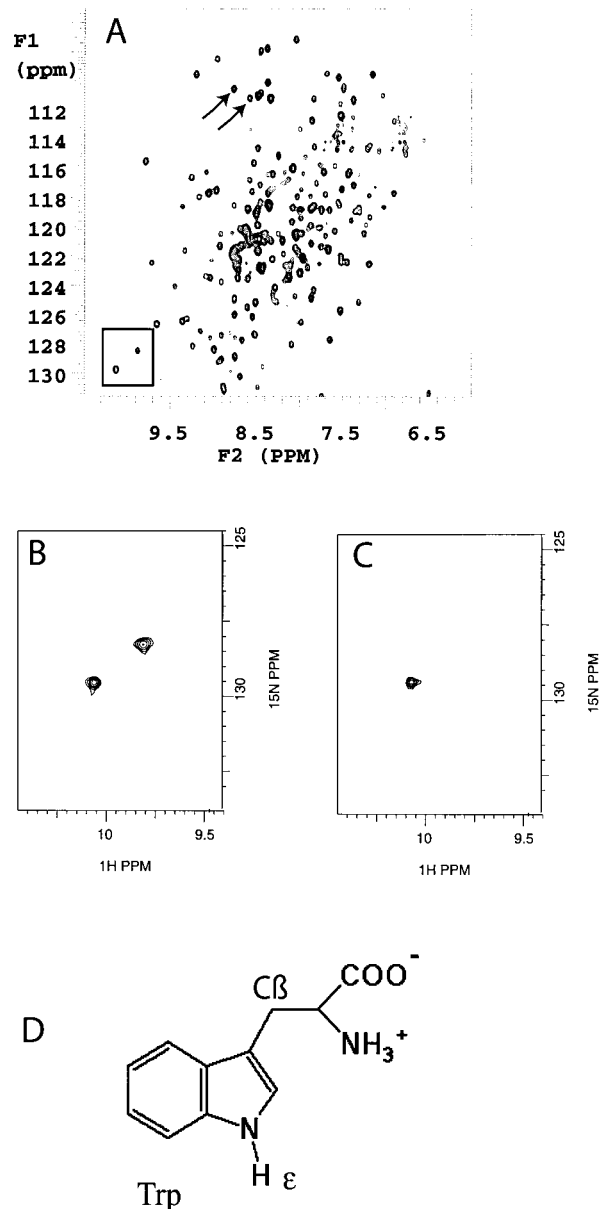 F1
(ppm)
A
112
114
116
118
120
122
124
126
128
130
9.5 8.5 7.5 6.5
F2 (PPM)
B
125
130
15N PPM
10 9.5
1H PPM
C
125
130
15N PPM
10 9.5
1H PPM
D
Cß
COO⁻
NH₃⁺
N
H ε
Trp